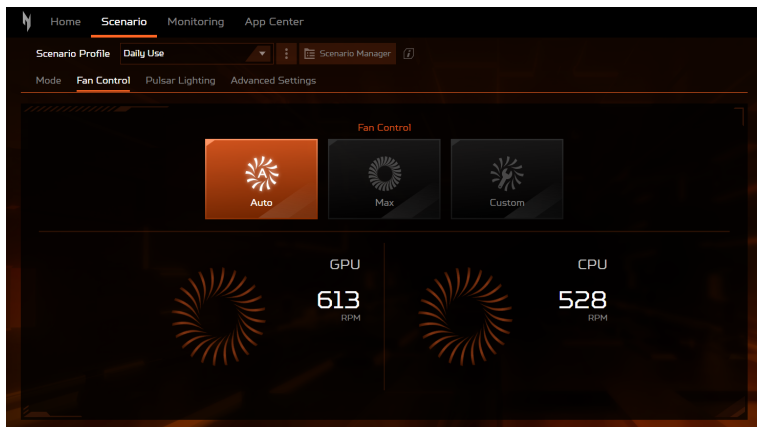 Home Scenario Monitoring App Center
Scenario Profile Daily Use Scenario Manager i
Mode Fan Control Pulsar Lighting Advanced Settings
Fan Control
A
Auto Max Custom
GPU
613
RPM
CPU
528
RPM